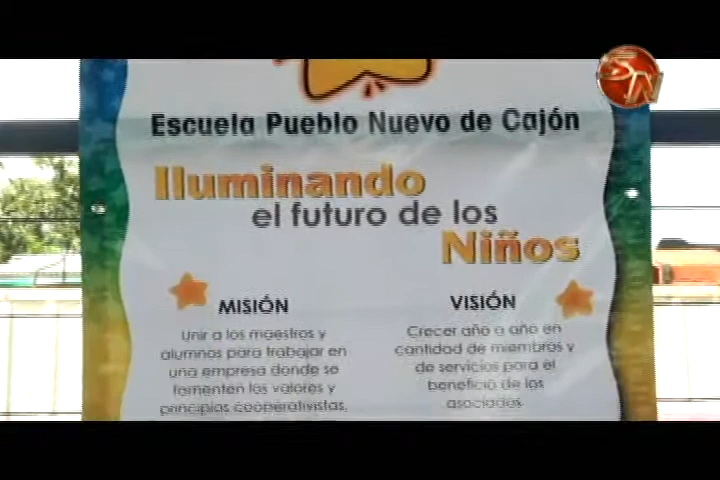 SN
Escuela Pueblo Nuevo de Cajón
Iluminando
el futuro de los
Niños
MISIÓN
Unir a los maestros y
alumnos para trabajar en
una empresa donde se
fomenten los valores y
principios cooperativistas.
VISIÓN
Crecer año a año en
cantidad de miembros y
de servicios para el
beneficio de los
asociados